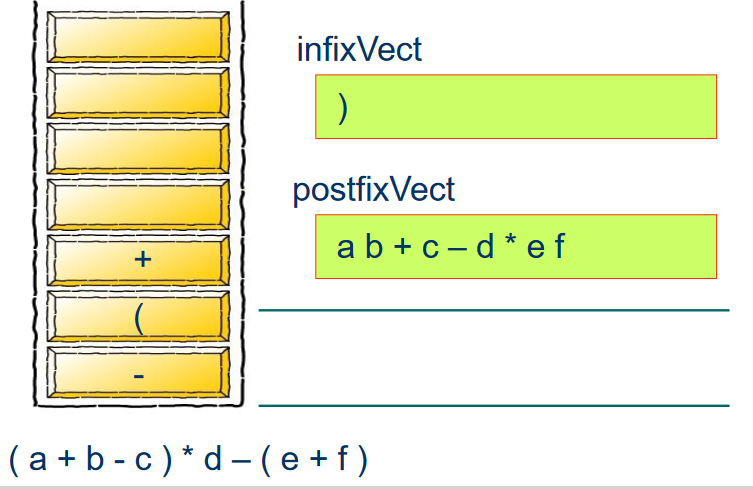 infixVect
)
postfixVect
a b + c – d * e f
+
(
-
( a + b - c ) * d – ( e + f )